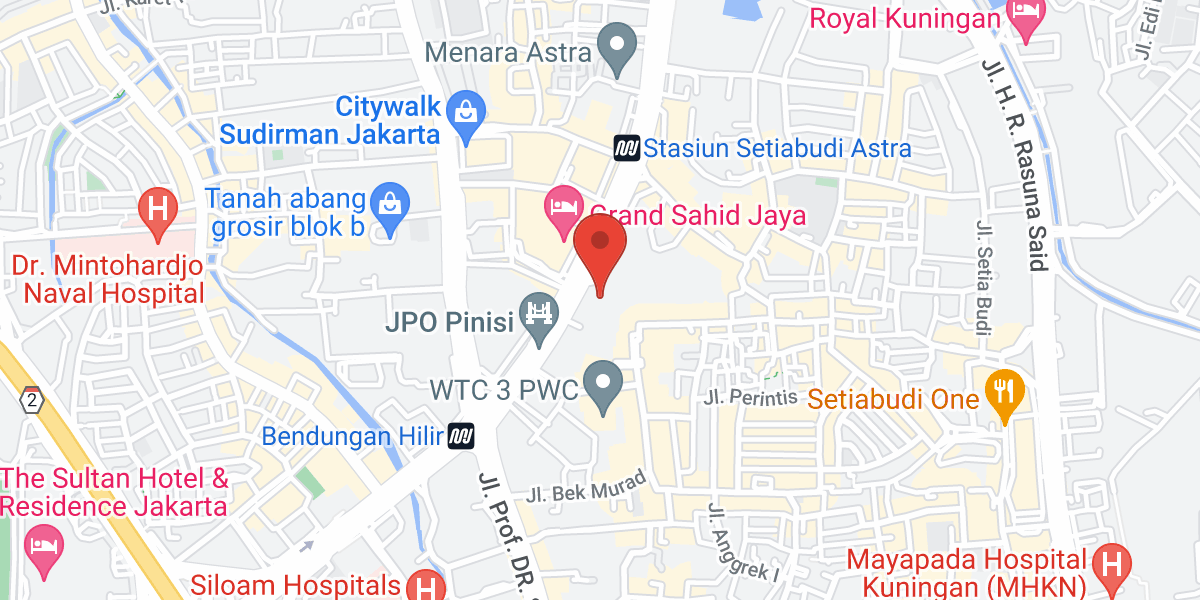 Jl. Karet
Royal Kuningan
Jl. Edi
Menara Astra
Citywalk
Sudirman Jakarta
Jl. H. R. Rasuna Said
Stasiun Setiabudi Astra
H
Tanah abang
grosir blok b
Grand Sahid Jaya
Dr. Mintohardjo
Naval Hospital
Jl. Setia Budi
JPO Pinisi
WTC 3 PWC
Jl. Perintis
Setiabudi One
2
Bendungan Hilir
The Sultan Hotel &
Residence Jakarta
Jl. Prof. DR.
Jl. Bek Murad
Jl. Anggrek I
Mayapada Hospital
Kuningan (MHKN)
H
Siloam Hospitals
H